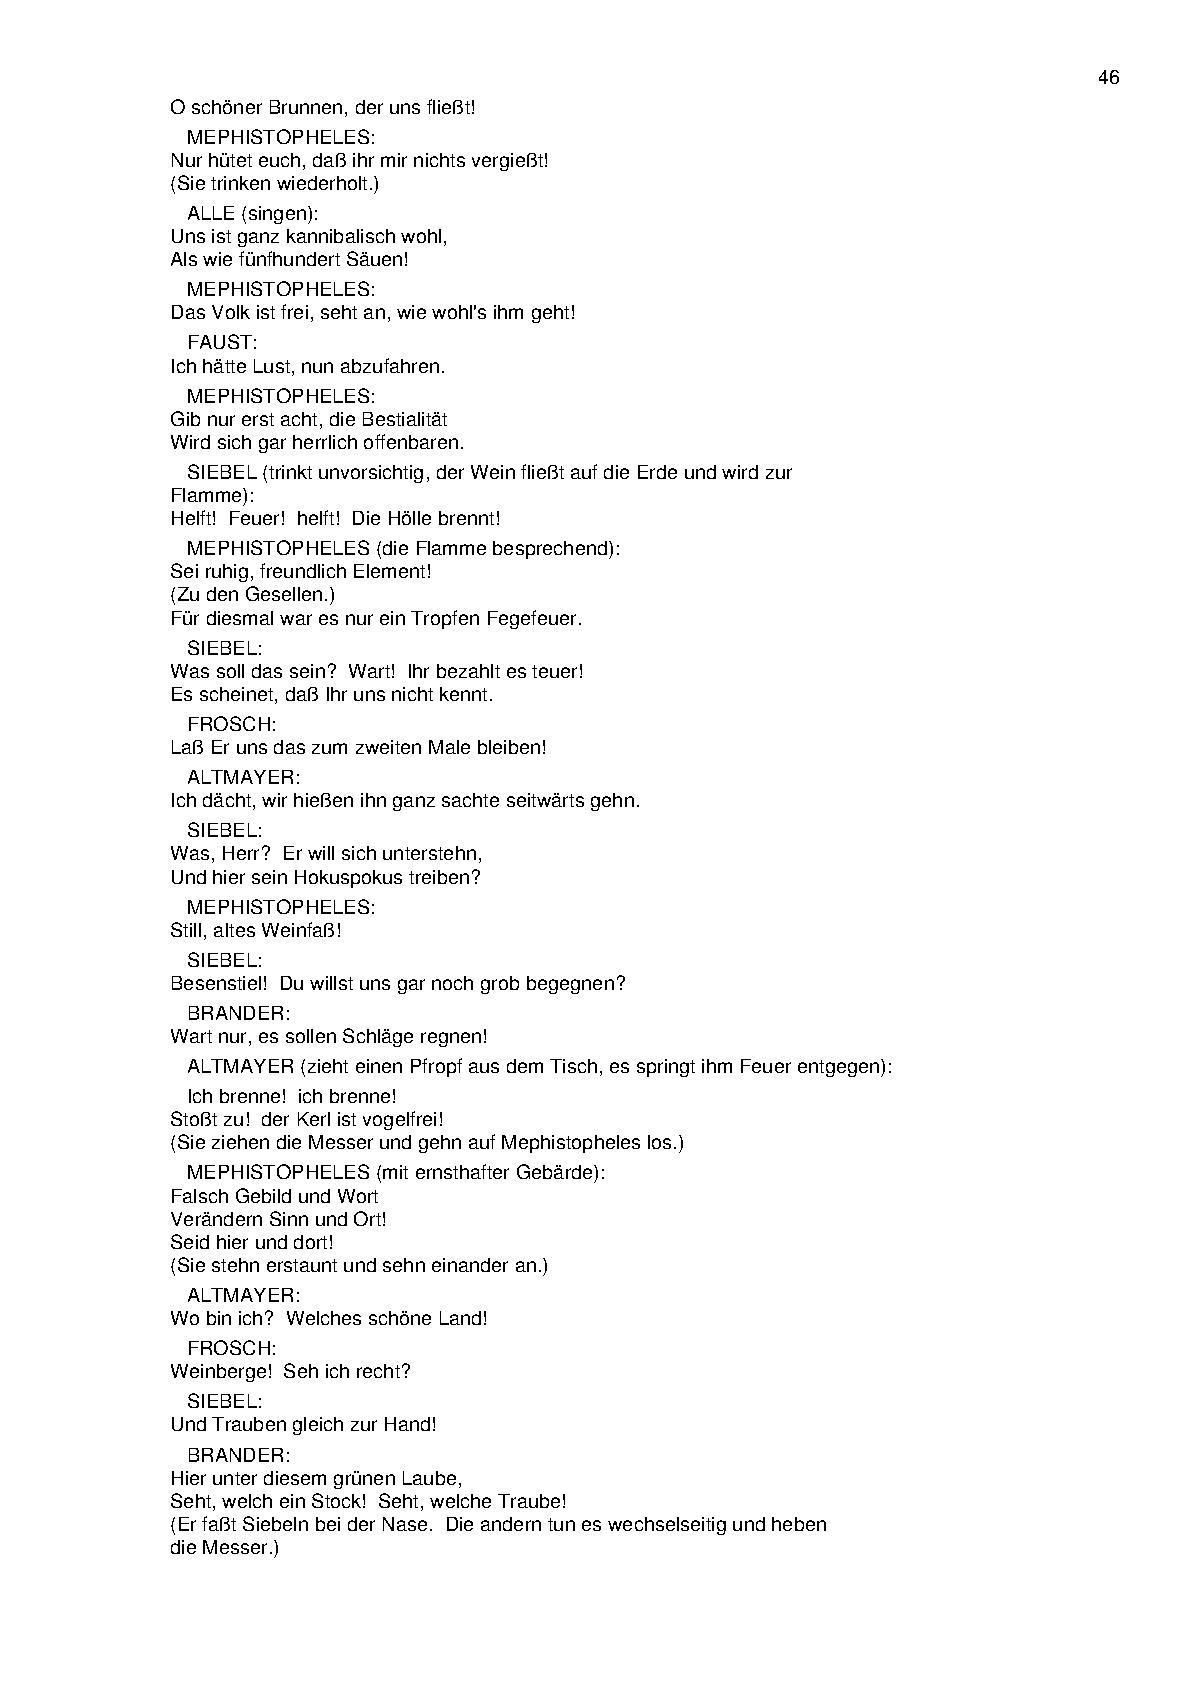 46
O schöner Brunnen, der uns fließt!
MEPHISTOPHELES:
Nur hütet euch, daß ihr mir nichts vergießt!
(Sie trinken wiederholt.)
ALLE (singen):
Uns ist ganz kannibalisch wohl,
Als wie fünfhundert Säuen!
MEPHISTOPHELES:
Das Volk ist frei, seht an, wie wohl's ihm geht!
FAUST:
Ich hätte Lust, nun abzufahren.
MEPHISTOPHELES:
Gib nur erst acht, die Bestialität
Wird sich gar herrlich offenbaren.
SIEBEL (trinkt unvorsichtig, der Wein fließt auf die Erde und wird zur
Flamme):
Helft!  Feuer!  helft!  Die Hölle brennt!
MEPHISTOPHELES (die Flamme besprechend):
Sei ruhig, freundlich Element!
(Zu den Gesellen.)
Für diesmal war es nur ein Tropfen Fegefeuer.
SIEBEL:
Was soll das sein?  Wart!  Ihr bezahlt es teuer!
Es scheinet, daß Ihr uns nicht kennt.
FROSCH:
Laß Er uns das zum zweiten Male bleiben!
ALTMAYER:
Ich dächt, wir hießen ihn ganz sachte seitwärts gehn.
SIEBEL:
Was, Herr?  Er will sich unterstehn,
Und hier sein Hokuspokus treiben?
MEPHISTOPHELES:
Still, altes Weinfaß!
SIEBEL:
Besenstiel!  Du willst uns gar noch grob begegnen?
BRANDER:
Wart nur, es sollen Schläge regnen!
ALTMAYER (zieht einen Pfropf aus dem Tisch, es springt ihm Feuer entgegen):
Ich brenne!  ich brenne!
Stoßt zu!  der Kerl ist vogelfrei!
(Sie ziehen die Messer und gehn auf Mephistopheles los.)
MEPHISTOPHELES (mit ernsthafter Gebärde):
Falsch Gebild und Wort
Verändern Sinn und Ort!
Seid hier und dort!
(Sie stehn erstaunt und sehn einander an.)
ALTMAYER:
Wo bin ich?  Welches schöne Land!
FROSCH:
Weinberge!  Seh ich recht?
SIEBEL:
Und Trauben gleich zur Hand!
BRANDER:
Hier unter diesem grünen Laube,
Seht, welch ein Stock!  Seht, welche Traube!
(Er faßt Siebeln bei der Nase.  Die andern tun es wechselseitig und heben
die Messer.)